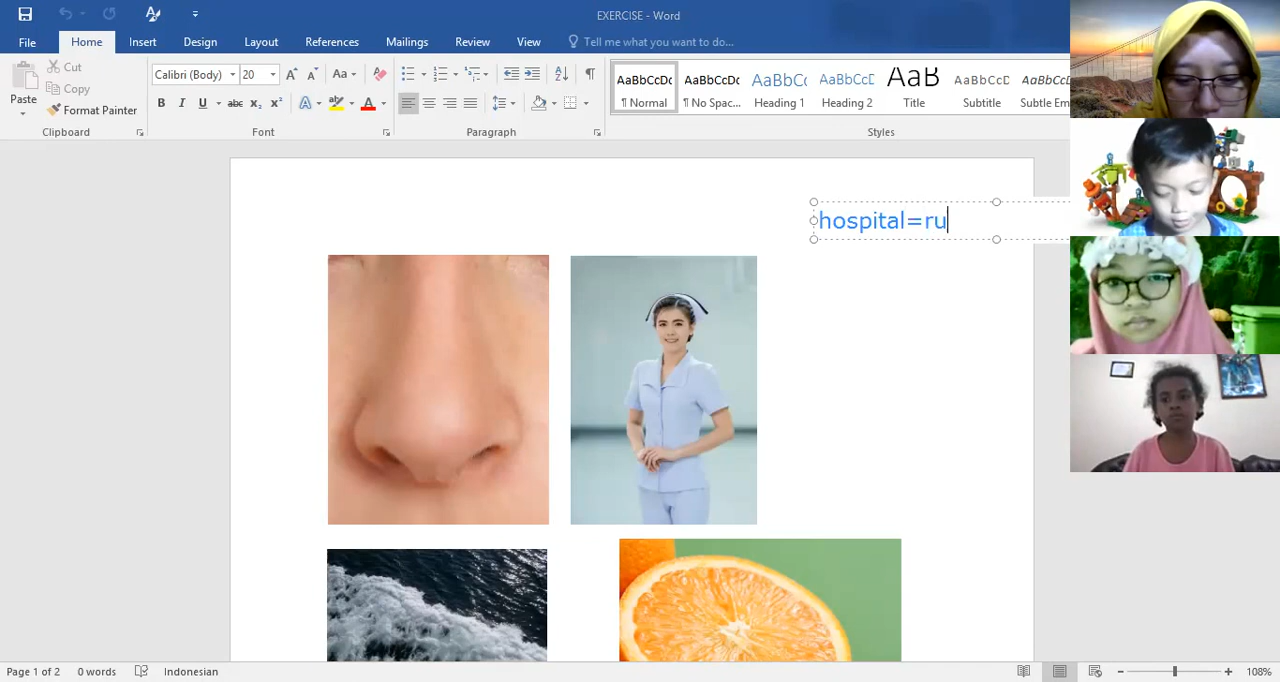 EXERCISE - Word
File Home Insert Design Layout References Mailings Review View Tell me what you want to do...
Paste
Cut
Copy
Format Painter
Clipboard
Calibri (Body) 20
Font
Paragraph
AaBbCcDc AaBbCcDc AaBbCc AaBbCcD AaB AaBbCcD AaBbCcDc
¶ Normal ¶ No Spac... Heading 1 Heading 2 Title Subtitle Subtle Em
Styles
hospital=ru
Page 1 of 2 0 words Indonesian 108%